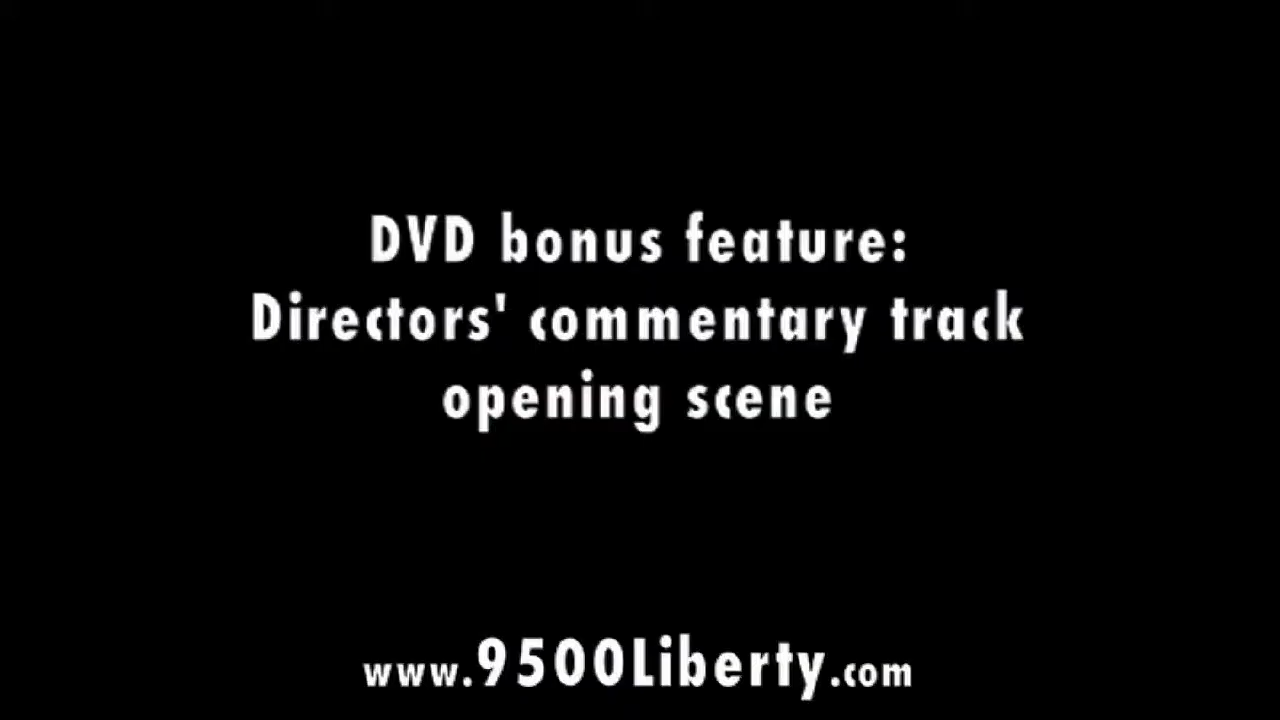 DVD bonus feature:
Directors' commentary track
opening scene
www.9500Liberty.com